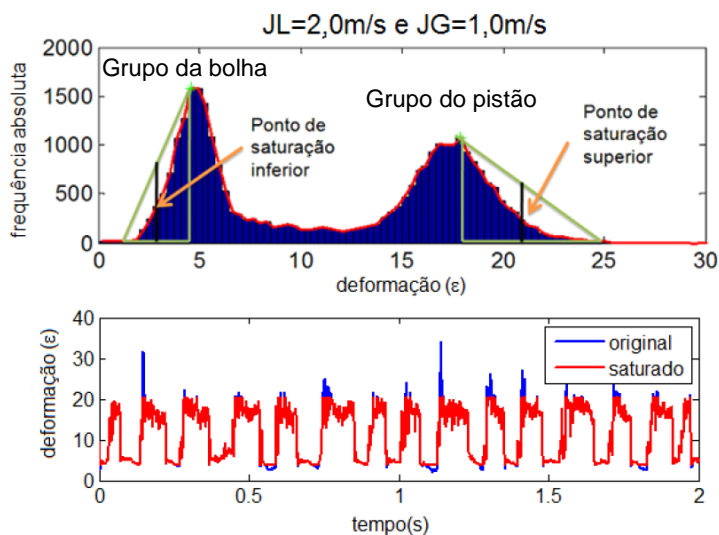 JL=2,0m/s e JG=1,0m/s
2000
1500
1000
500
0
frequência absoluta
Grupo da bolha
Grupo do pistão
Ponto de
saturação
inferior
Ponto de
saturação
superior
0 5 10 15 20 25 30
deformação (ε)
40
30
20
10
0
deformação (ε)
original
saturado
0 0.5 1 1.5 2
tempo(s)